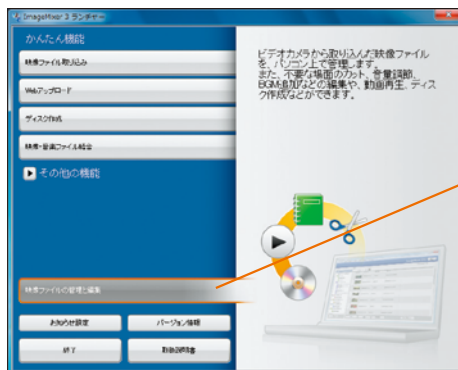 ImageMixer 3 ランチャー
かんたん機能
映像ファイル取り込み
Webアップロード
ディスク作成
映像・音楽ファイル結合
その他の機能
映像ファイルの管理と編集
お知らせ設定
バージョン情報
終了
取扱説明書
ビデオカメラから取り込んだ映像ファイル
を、パソコン上で管理します。
また、不要な場面のカット、音量調節、
BGM追加などの編集や、動画再生、ディス
ク作成などができます。